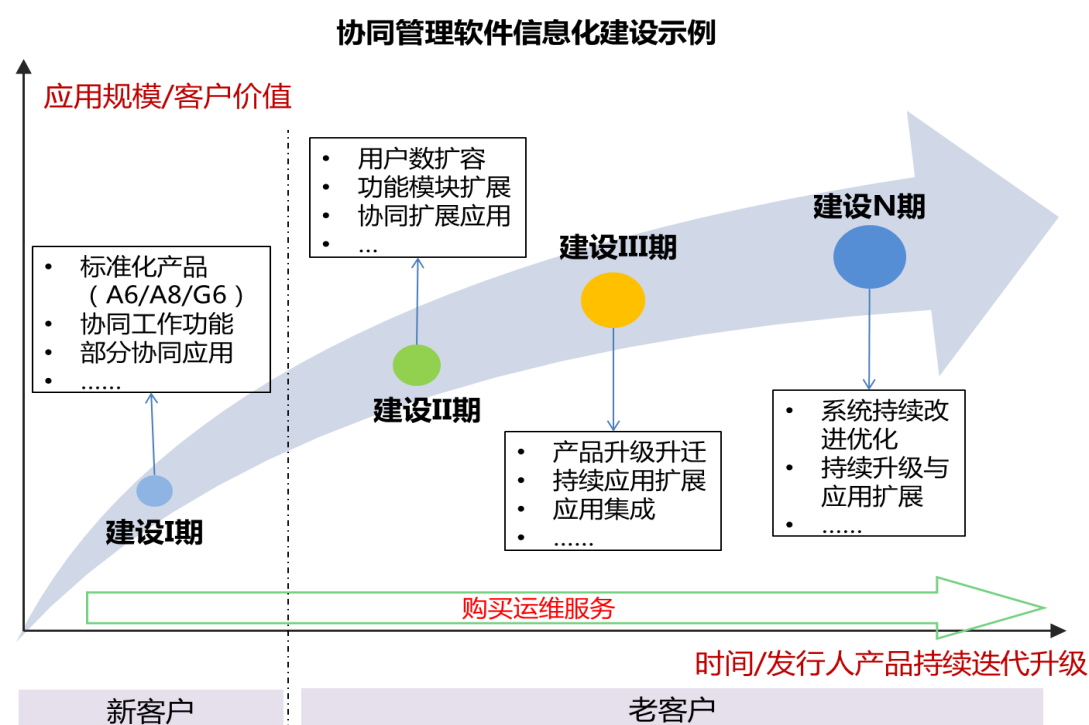 协同管理软件信息化建设示例
应用规模/客户价值
• 用户数扩容
• 功能模块扩展
• 协同扩展应用
• ...
建设N期
建设III期
• 标准化产品
（A6/A8/G6）
• 协同工作功能
• 部分协同应用
• ......
建设II期
• 系统持续改
进优化
• 持续升级与
应用扩展
• ......
• 产品升级升迁
• 持续应用扩展
• 应用集成
• ......
建设I期
购买运维服务
时间/发行人产品持续迭代升级
新客户
老客户